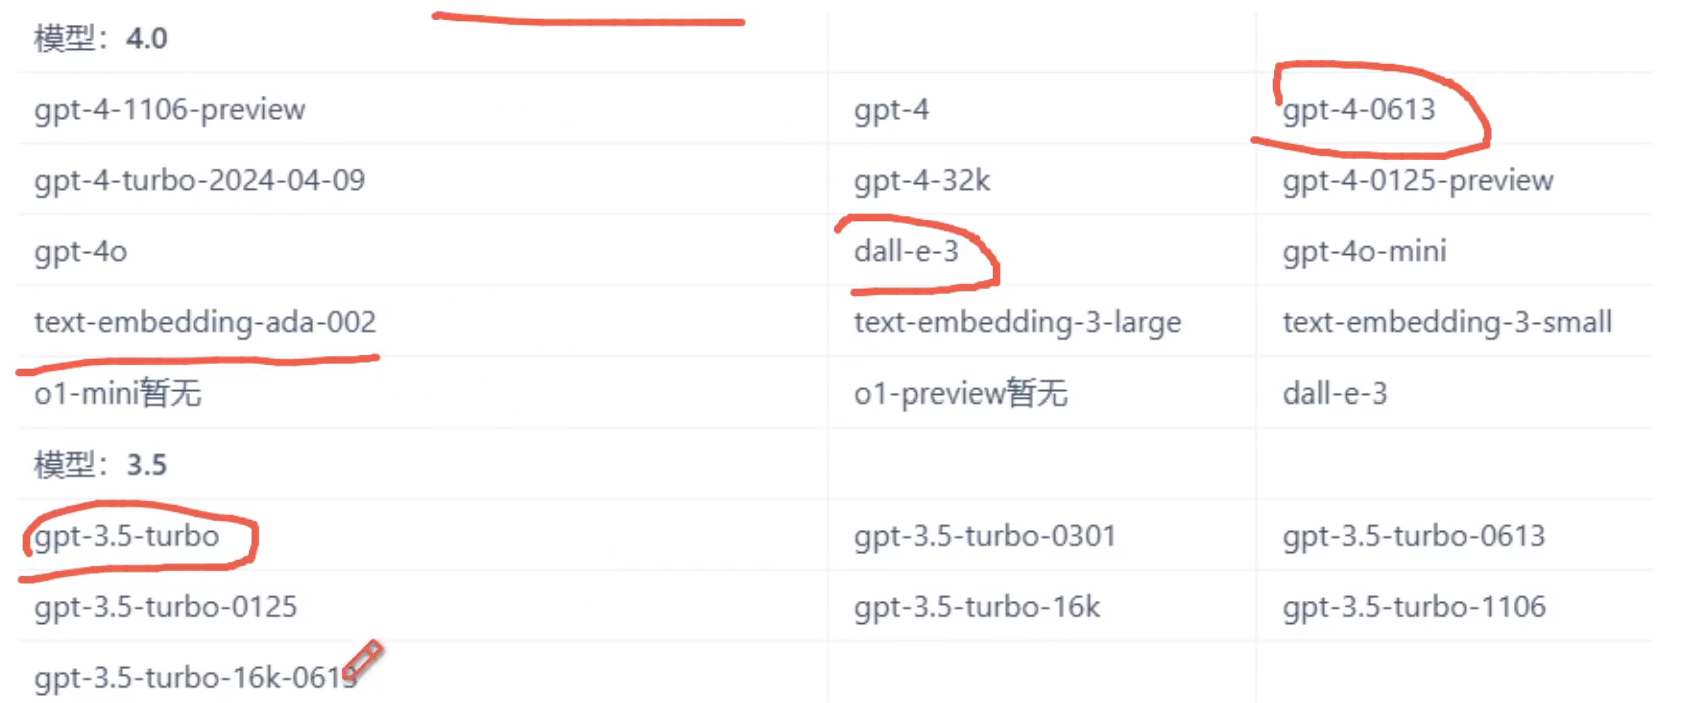 模型：4.0
gpt-4-1106-preview gpt-4 gpt-4-0613
gpt-4-turbo-2024-04-09 gpt-4-32k gpt-4-0125-preview
gpt-4o dall-e-3 gpt-4o-mini
text-embedding-ada-002 text-embedding-3-large text-embedding-3-small
o1-mini暂无 o1-preview暂无 dall-e-3
模型：3.5
gpt-3.5-turbo gpt-3.5-turbo-0301 gpt-3.5-turbo-0613
gpt-3.5-turbo-0125 gpt-3.5-turbo-16k gpt-3.5-turbo-1106
gpt-3.5-turbo-16k-0613